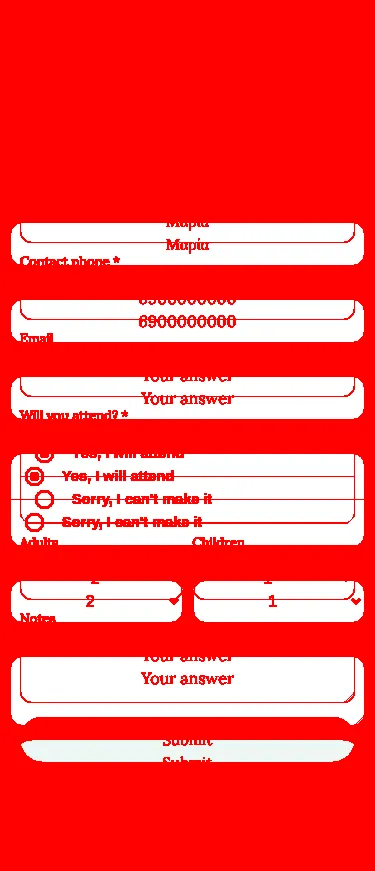 Mapiu
Mapiu
Contact phone *
6900000000
6900000000
Email
Your answer
Your answer
Will you attend? *
Yes, I will attend
Yes, I will attend
Sorry, I can't make it
Sorry, I can't make it
Adults Children
2 1
2 1
Notes
Your answer
Your answer
Submit
Submit